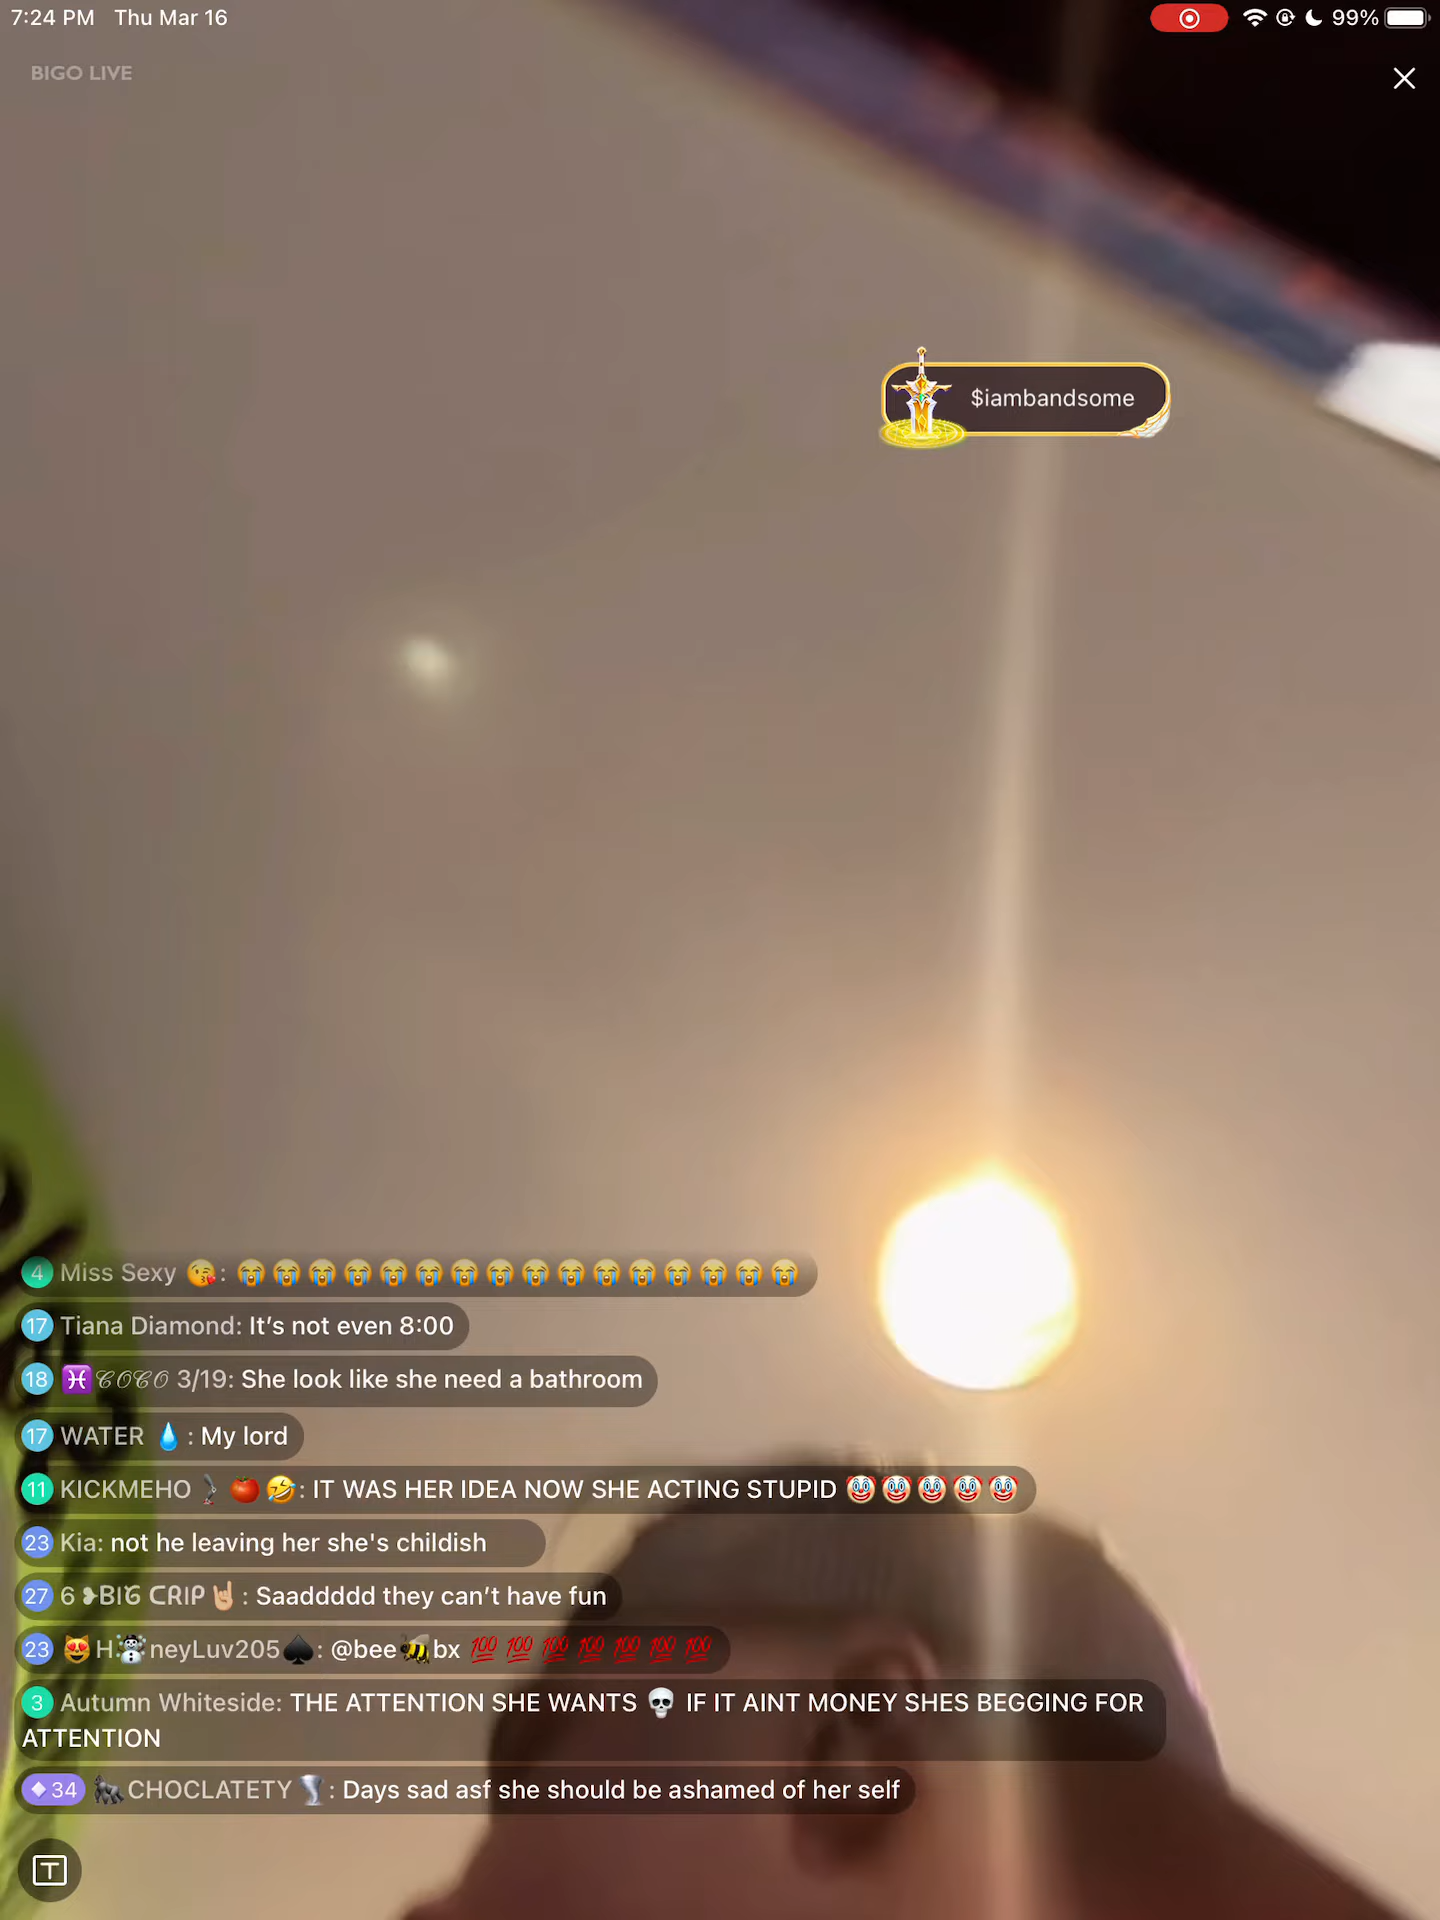 7:24 PM Thu Mar 16 99%
BIGO LIVE
$iambandsome
4 Miss Sexy 😘: 😭😭😭😭😭😭😭😭😭😭😭😭😭😭😭😭
17 Tiana Diamond: It’s not even 8:00
18 ♓𝒞𝒪𝒞𝒪 3/19: She look like she need a bathroom
17 WATER 💧: My lord
11 KICKMEHO 🍅🤣: IT WAS HER IDEA NOW SHE ACTING STUPID 🤡🤡🤡🤡🤡
23 Kia: not he leaving her she's childish
27 6 ❥BIG CRIP🤘🏼: Saaddddd they can’t have fun
23 😻H☃️neyLuv205♠️: @bee🐝bx 💯💯💯💯💯💯💯
3 Autumn Whiteside: THE ATTENTION SHE WANTS 💀 IF IT AINT MONEY SHES BEGGING FOR
ATTENTION
34 🦍CHOCLATETY🌪️: Days sad asf she should be ashamed of her self
T